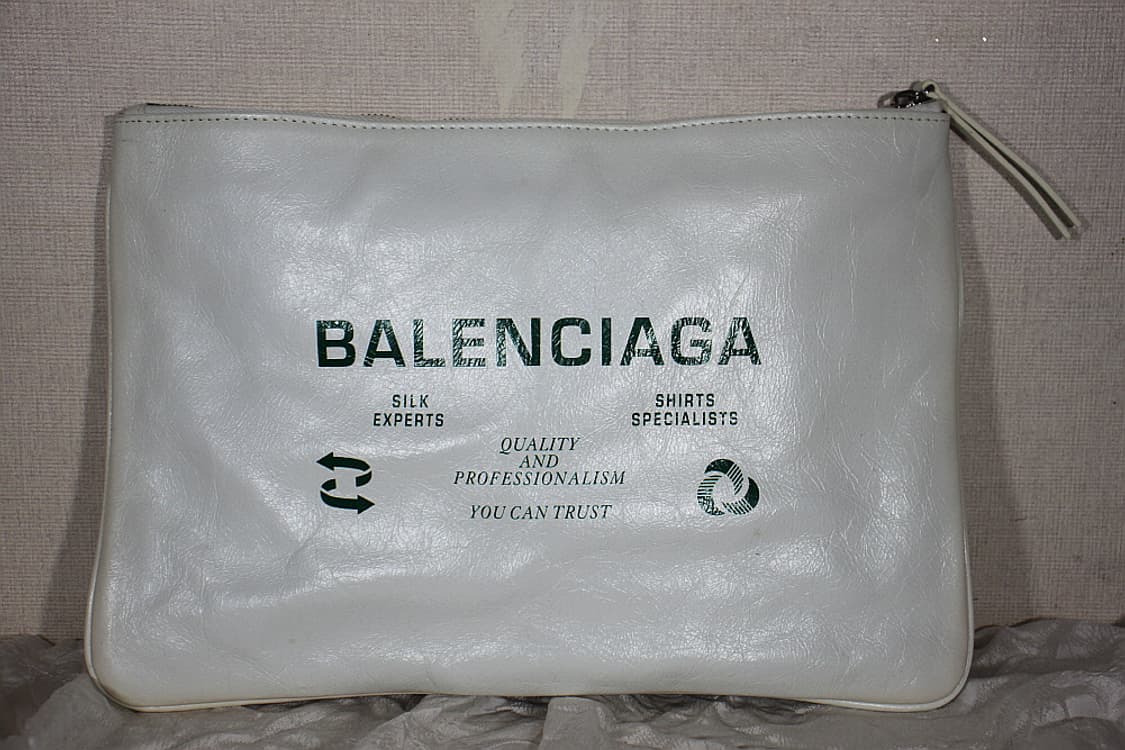 BALENCIAGA
SILK
EXPERTS
SHIRTS
SPECIALISTS
QUALITY
AND
PROFESSIONALISM
YOU CAN TRUST